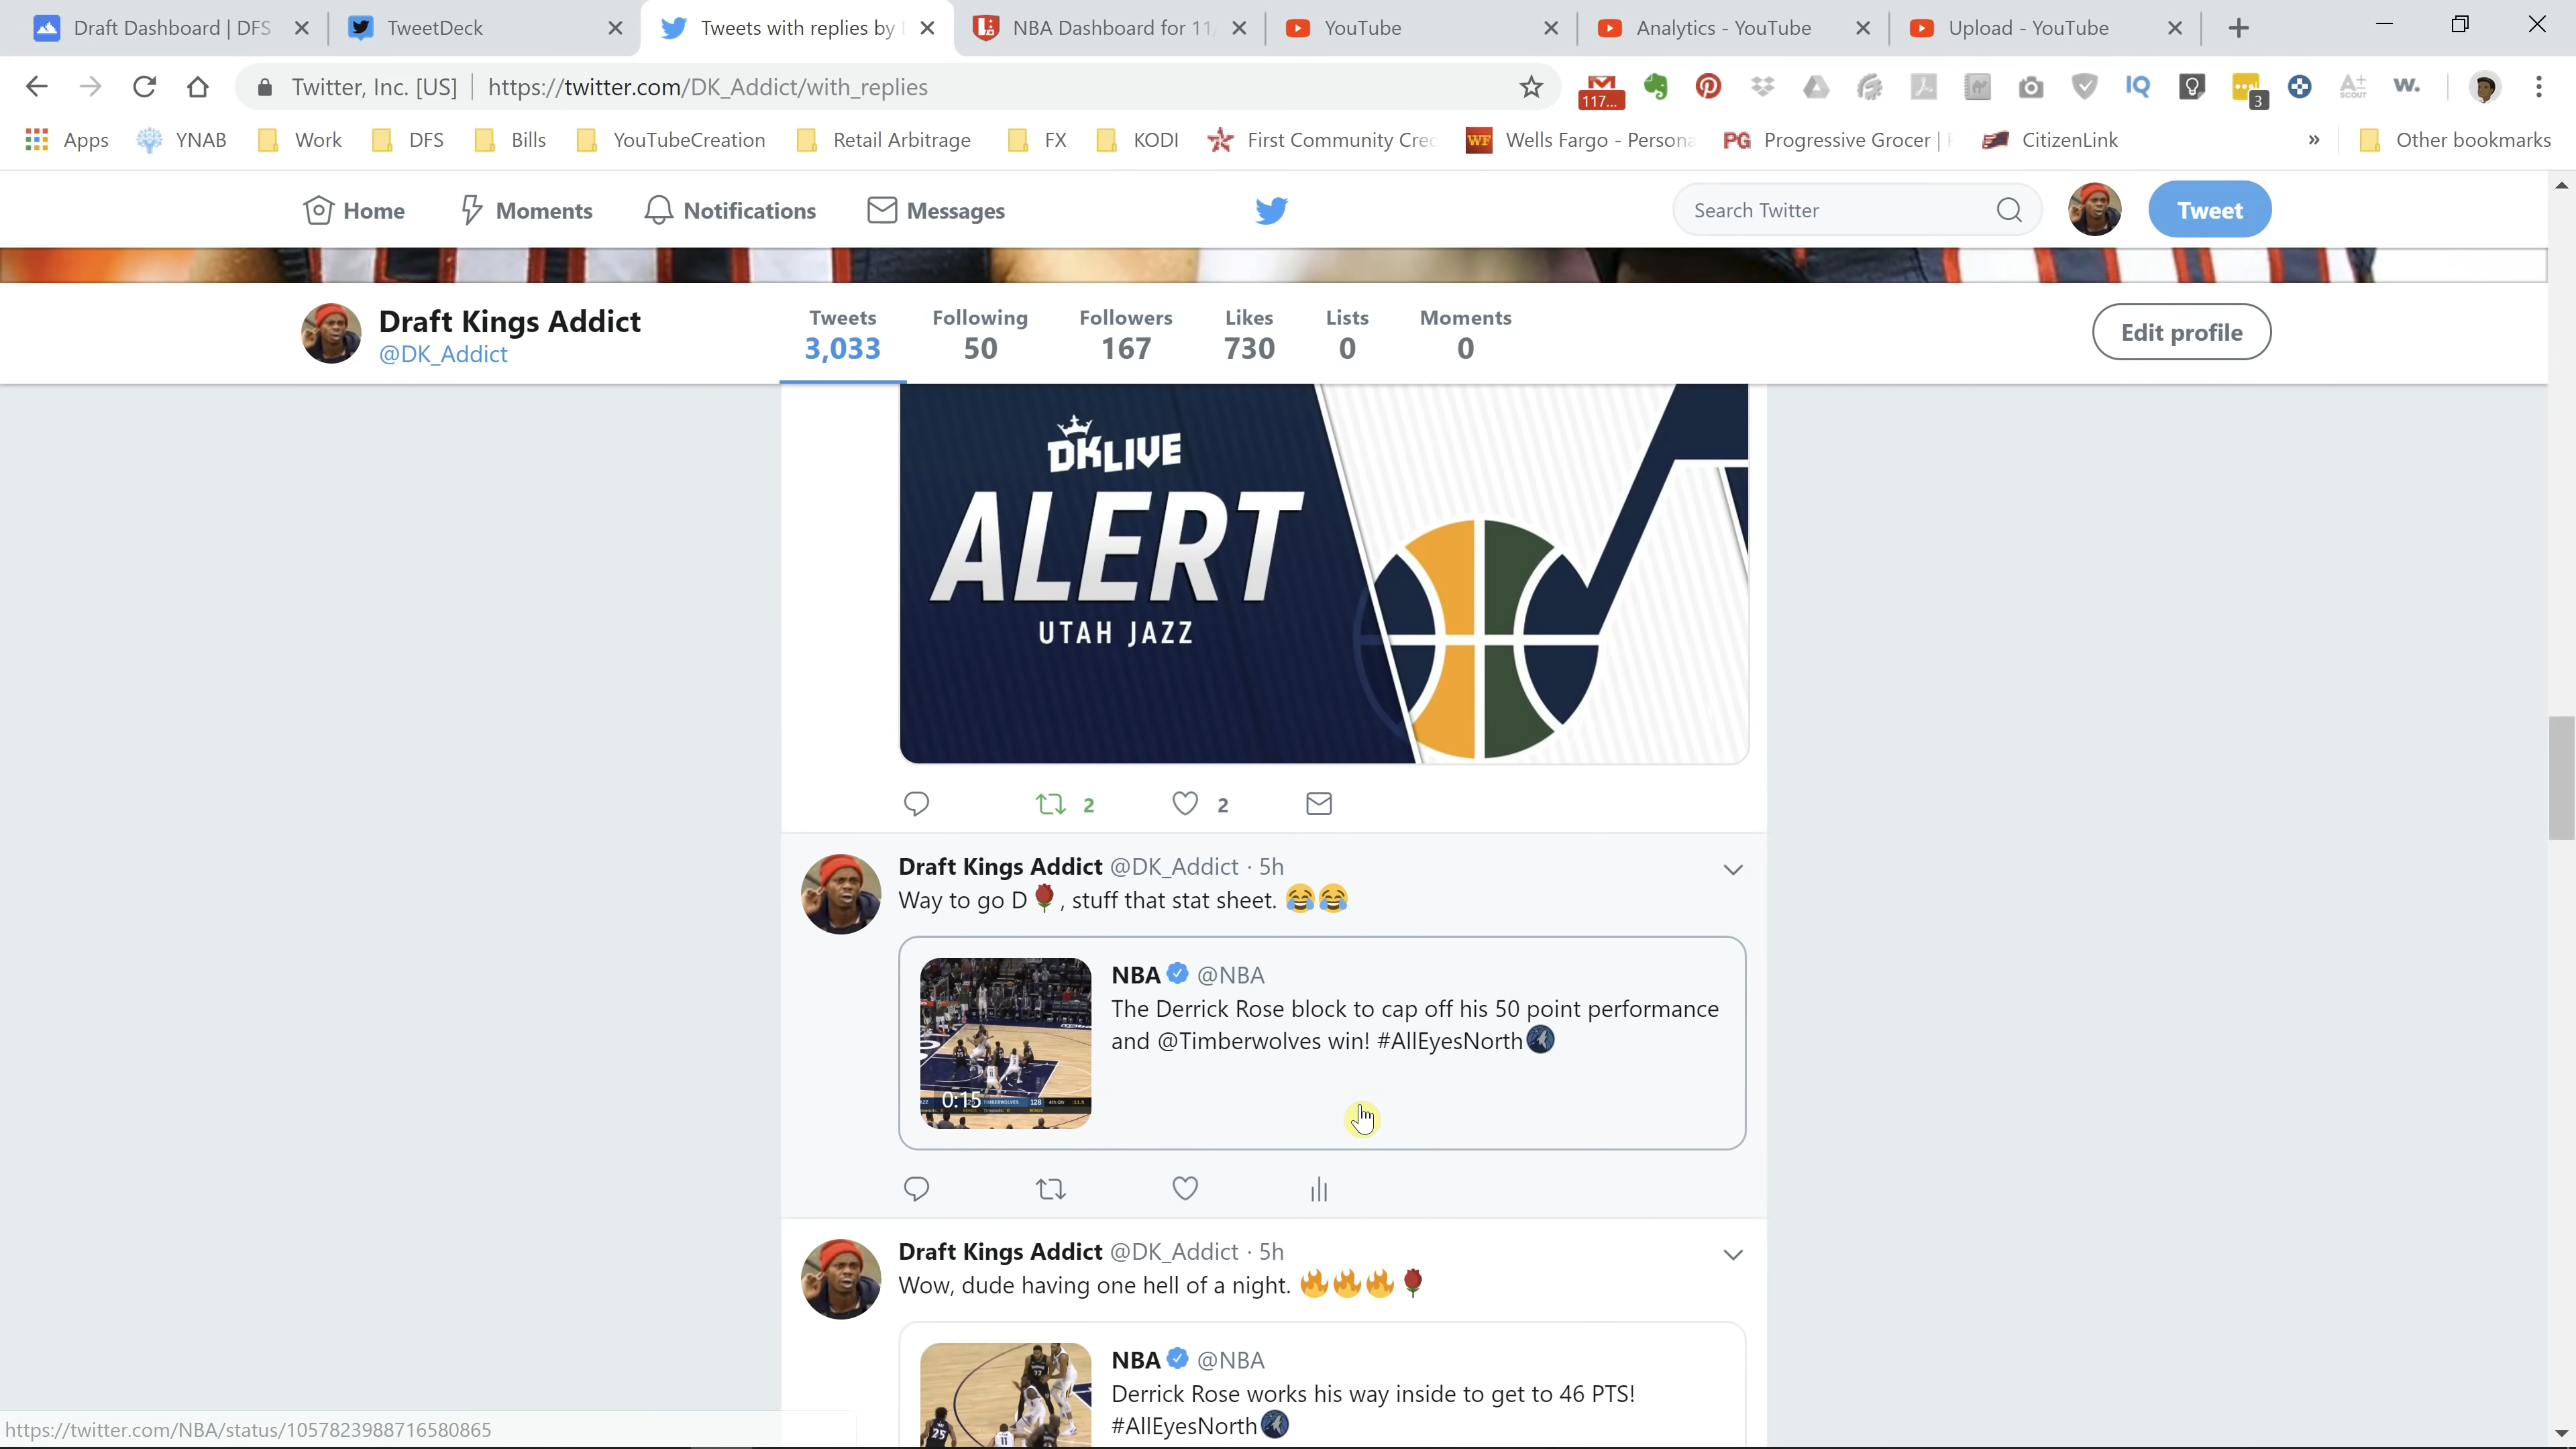 Draft Dashboard | DFS
TweetDeck
Tweets with replies by
NBA Dashboard for 11/
YouTube
Analytics - YouTube
Upload - YouTube
Twitter, Inc. [US] https://twitter.com/DK_Addict/with_replies
117...
IQ
3
A+ SCOUT
w.
Apps
YNAB
Work
DFS
Bills
YouTubeCreation
Retail Arbitrage
FX
KODI
First Community Cre
WF Wells Fargo - Persona
PG Progressive Grocer |
CitizenLink
»
Other bookmarks
Home
Moments
Notifications
Messages
Search Twitter
Tweet
Draft Kings Addict
@DK_Addict
Tweets
3,033
Following
50
Followers
167
Likes
730
Lists
0
Moments
0
Edit profile
DKLIVE
ALERT
UTAH JAZZ
2
2
Draft Kings Addict @DK_Addict · 5h
Way to go D🌹, stuff that stat sheet. 😂😂
NBA @NBA
The Derrick Rose block to cap off his 50 point performance
and @Timberwolves win! #AllEyesNorth
0:15
TIMBERWOLVES 128
Draft Kings Addict @DK_Addict · 5h
Wow, dude having one hell of a night. 🔥🔥🔥🌹
NBA @NBA
Derrick Rose works his way inside to get to 46 PTS!
#AllEyesNorth
25
https://twitter.com/NBA/status/1057823988716580865